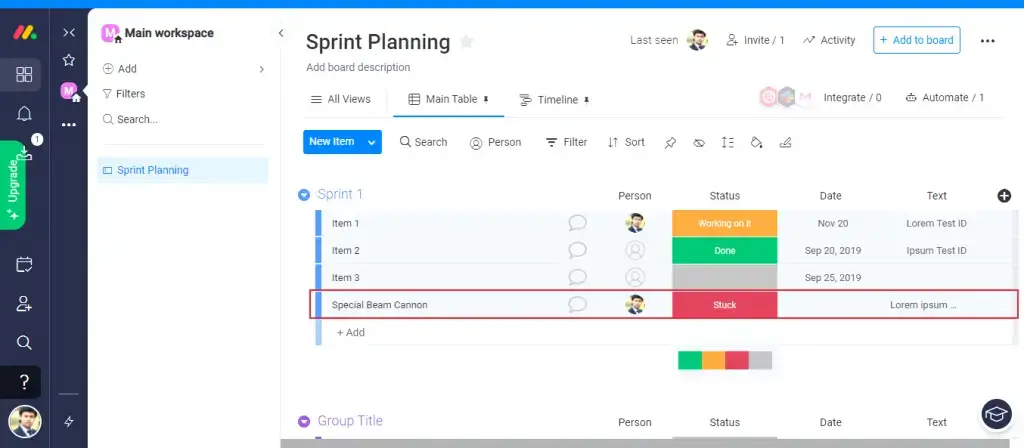 M Main workspace
Add
Filters
Search...
Sprint Planning
1
Upgrade
M
?
Sprint Planning
Last seen
Invite / 1
Activity
+ Add to board
Add board description
All Views
Main Table
Timeline
Integrate / 0
Automate / 1
New Item
Search
Person
Filter
Sort
Sprint 1 Person Status Date Text
Item 1 Working on it Nov 20 Lorem Test ID
Item 2 Done Sep 20, 2019 Ipsum Test ID
Item 3 Sep 25, 2019
Special Beam Cannon Stuck Lorem ipsum ...
+ Add
Group Title Person Status Date Text